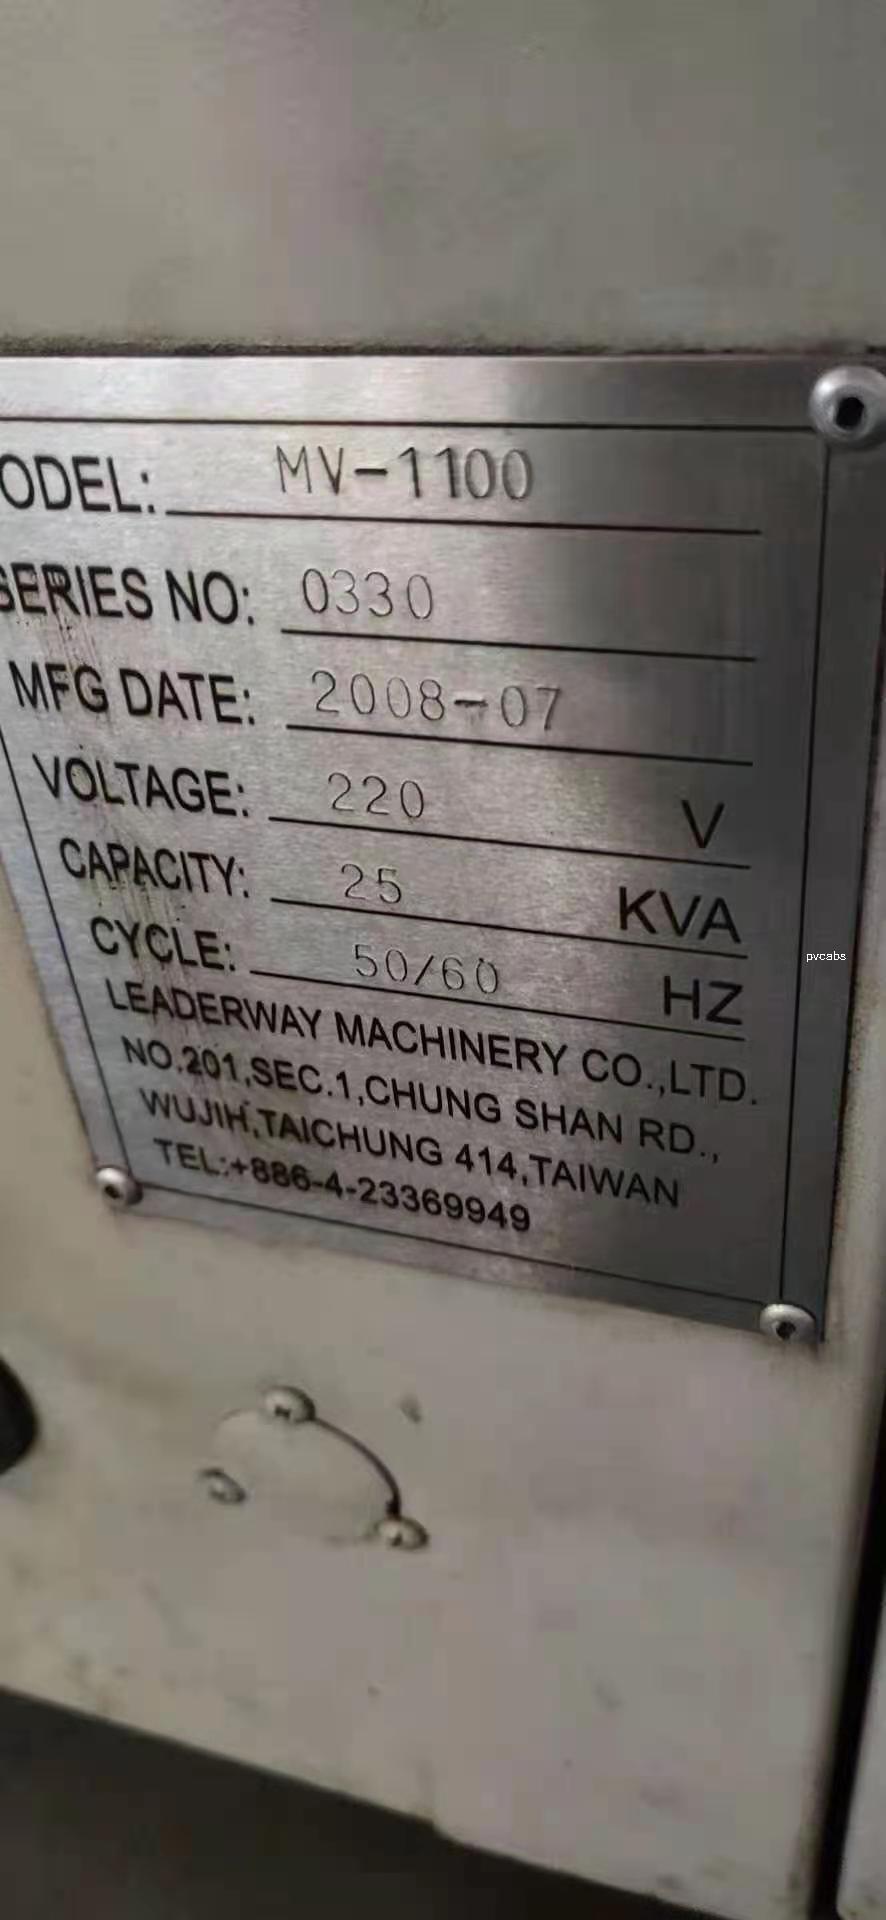 ODEL: MV-1100
SERIES NO: 0330
MFG DATE: 2008-07
VOLTAGE: 220 V
CAPACITY: 25 KVA
CYCLE: 50/60 HZ
LEADERWAY MACHINERY CO.,LTD.
NO.201,SEC.1,CHUNG SHAN RD.,
WUJIH,TAICHUNG 414,TAIWAN
TEL:+886-4-23369949
pvcabs